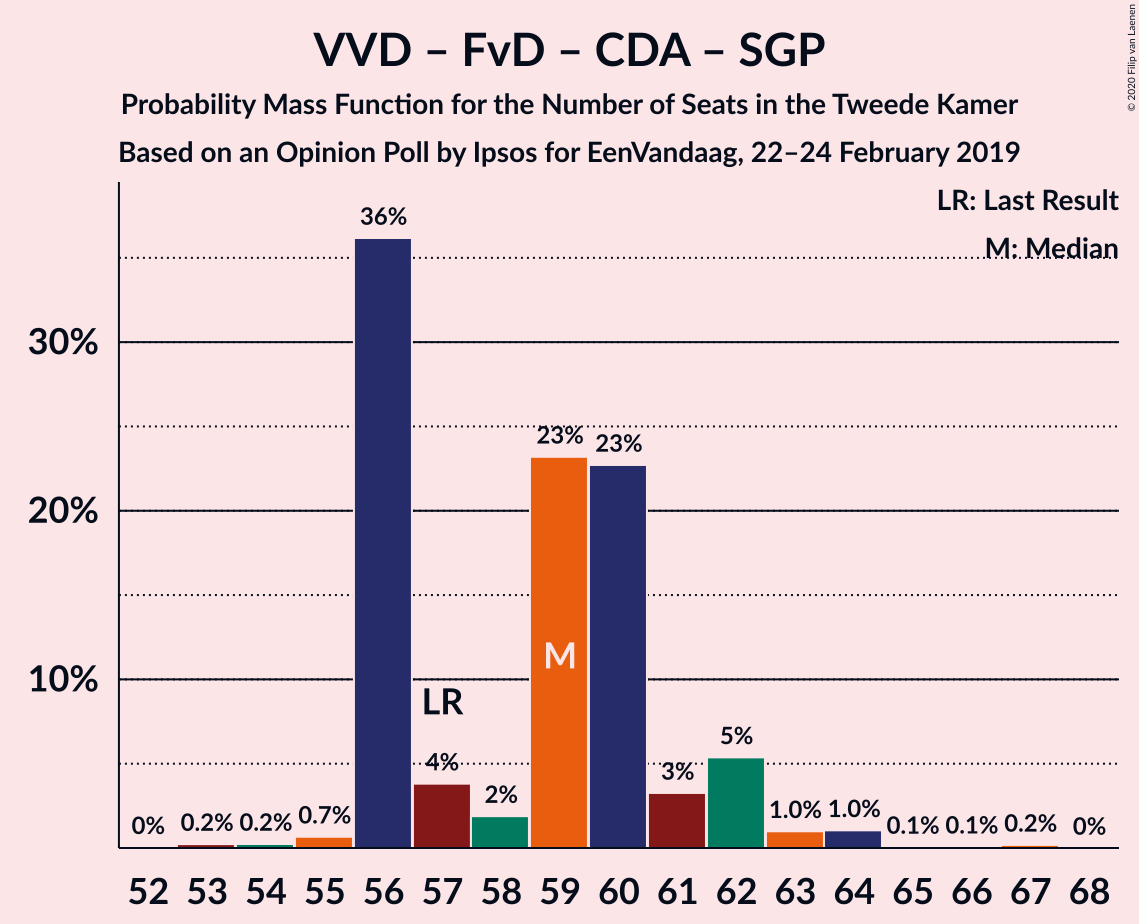 VVD – FvD – CDA – SGP
Probability Mass Function for the Number of Seats in the Tweede Kamer
Based on an Opinion Poll by Ipsos for EenVandaag, 22–24 February 2019
© 2020 Filip van Laenen
LR: Last Result
M: Median
36%
30%
23% 23%
20%
M
10%
LR
0% 0.2% 0.2% 0.7% 4% 2% 3% 5% 1.0% 1.0% 0.1% 0.1% 0.2% 0%
52 53 54 55 56 57 58 59 60 61 62 63 64 65 66 67 68